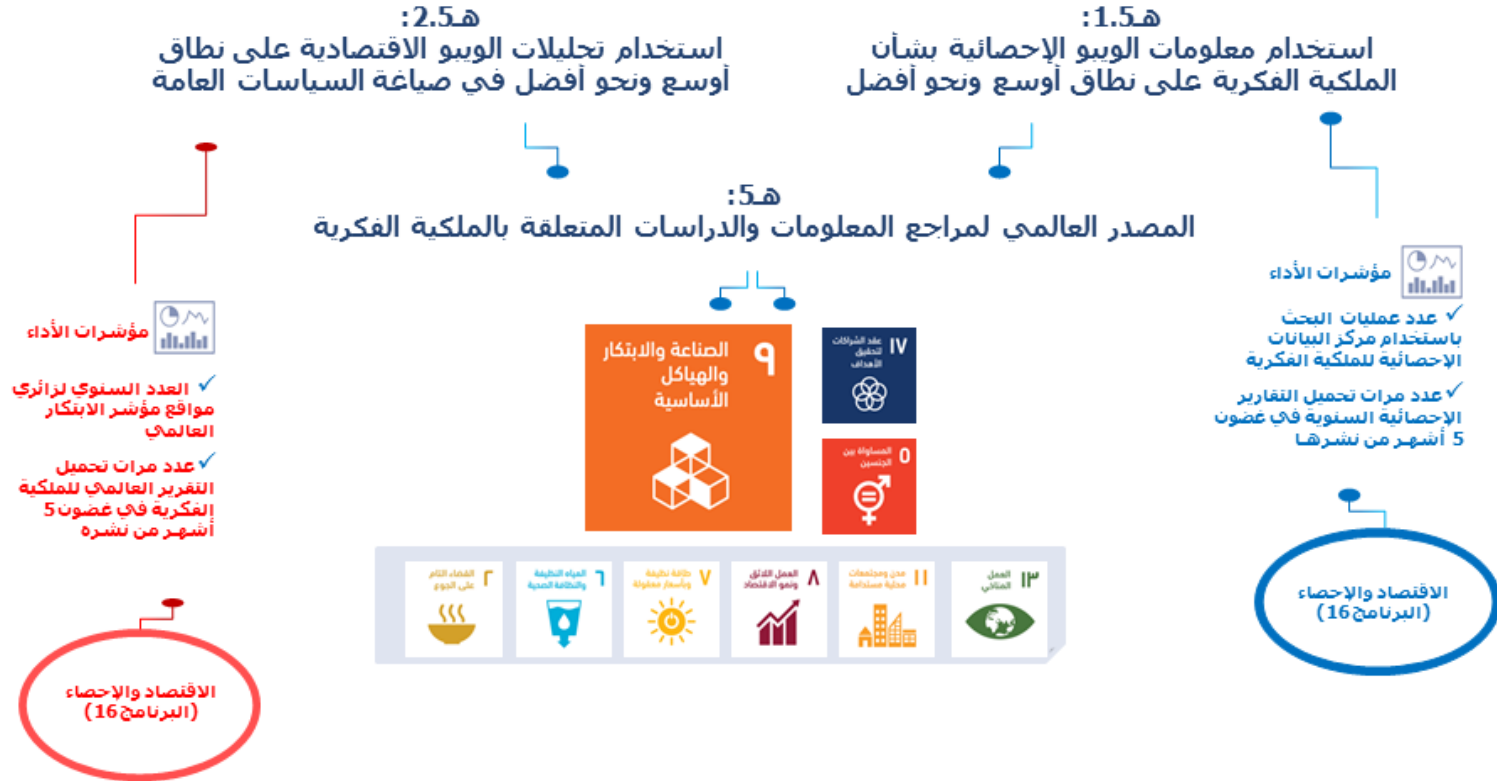 هـ1.5:
استخدام معلومات الويبو الإحصائية بشأن
الملكية الفكرية على نطاق أوسع ونحو أفضل
هـ2.5:
استخدام تحليلات الويبو الاقتصادية على نطاق
أوسع ونحو أفضل في صياغة السياسات العامة
هـ5:
المصدر العالمي لمراجع المعلومات والدراسات المتعلقة بالملكية الفكرية
مؤشرات الأداء
✓ عدد عمليات البحث
باستخدام مركز البيانات
الإحصائية للملكية الفكرية
✓ عدد مرات تحميل التقارير
الإحصائية السنوية في غضون
5 أشهر من نشرها
الاقتصاد والإحصاء
(البرنامج 16)
١٧ عقد الشراكات
لتحقيق
الأهداف
٩ الصناعة والابتكار
والهياكل
الأساسية
٥ المساواة بين
الجنسين
١٣ العمل
المناخي
١١ مدن ومجتمعات
محلية مستدامة
٨ العمل اللائق
ونمو الاقتصاد
٧ طاقة نظيفة
وبأسعار معقولة
٦ المياه النظيفة
والنظافة الصحية
٢ القضاء التام
على الجوع
مؤشرات الأداء
✓ العدد السنوي لزائري
مواقع مؤشر الابتكار
العالمي
✓ عدد مرات تحميل
التقرير العالمي للملكية
الفكرية في غضون 5
أشهر من نشره
الاقتصاد والإحصاء
(البرنامج 16)